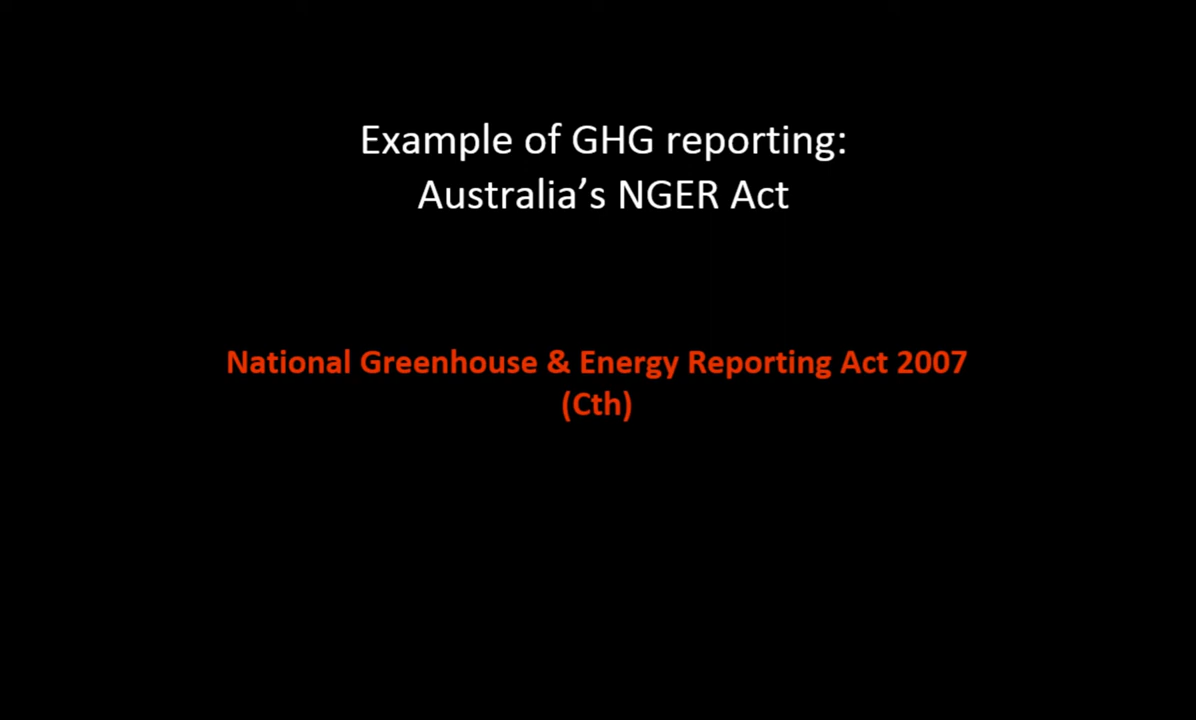 Example of GHG reporting:
Australia’s NGER Act
National Greenhouse & Energy Reporting Act 2007
(Cth)